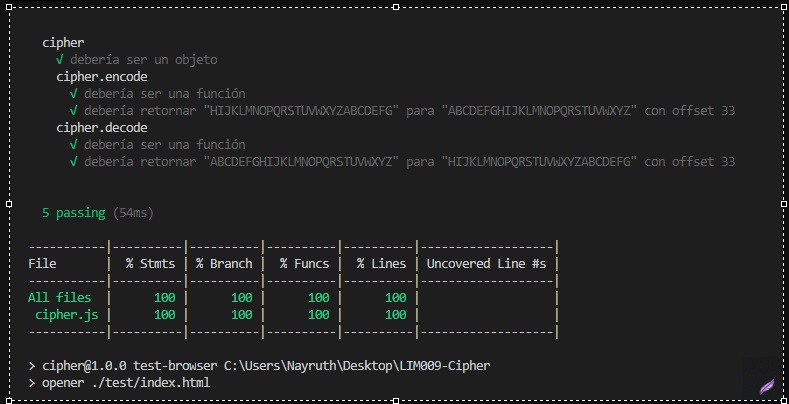 cipher
√ debería ser un objeto
cipher.encode
√ debería ser una función
√ debería retornar "HIJKLMNOPQRSTUVWXYZABCDEFG" para "ABCDEFGHIJKLMNOPQRSTUVWXYZ" con offset 33
cipher.decode
√ debería ser una función
√ debería retornar "ABCDEFGHIJKLMNOPQRSTUVWXYZ" para "HIJKLMNOPQRSTUVWXYZABCDEFG" con offset 33
5 passing (54ms)
-----------|----------|----------|----------|----------|-------------------|
File | % Stmts | % Branch | % Funcs | % Lines | Uncovered Line #s |
-----------|----------|----------|----------|----------|-------------------|
All files | 100 | 100 | 100 | 100 | |
cipher.js | 100 | 100 | 100 | 100 | |
-----------|----------|----------|----------|----------|-------------------|
> cipher@1.0.0 test-browser C:\Users\Nayruth\Desktop\LIM009-Cipher
> opener ./test/index.html